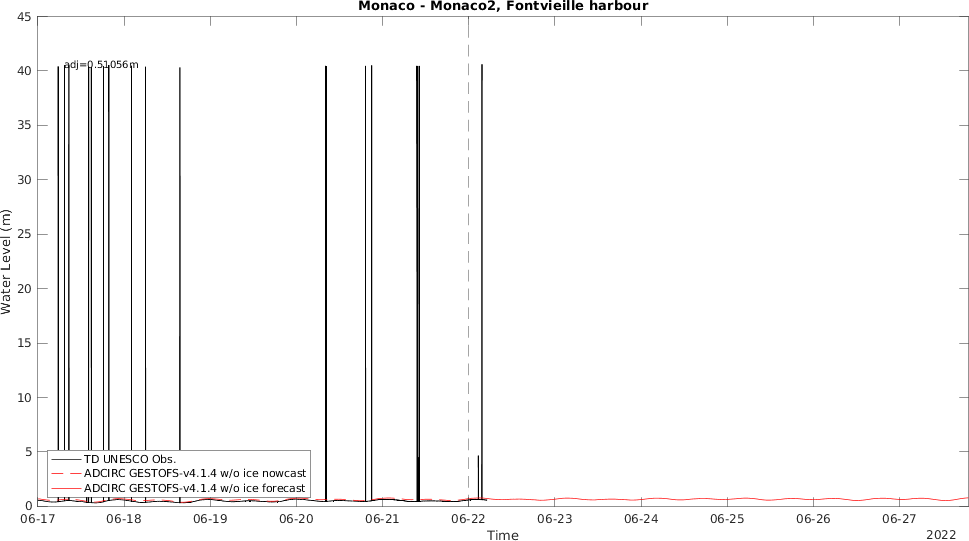 Monaco - Monaco2, Fontvieille harbour
45
40
35
30
25
20
15
10
5
0
Water Level (m)
adj=0.51056m
TD UNESCO Obs.
ADCIRC GESTOFS-v4.1.4 w/o ice nowcast
ADCIRC GESTOFS-v4.1.4 w/o ice forecast
06-17 06-18 06-19 06-20 06-21 06-22 06-23 06-24 06-25 06-26 06-27
Time
2022